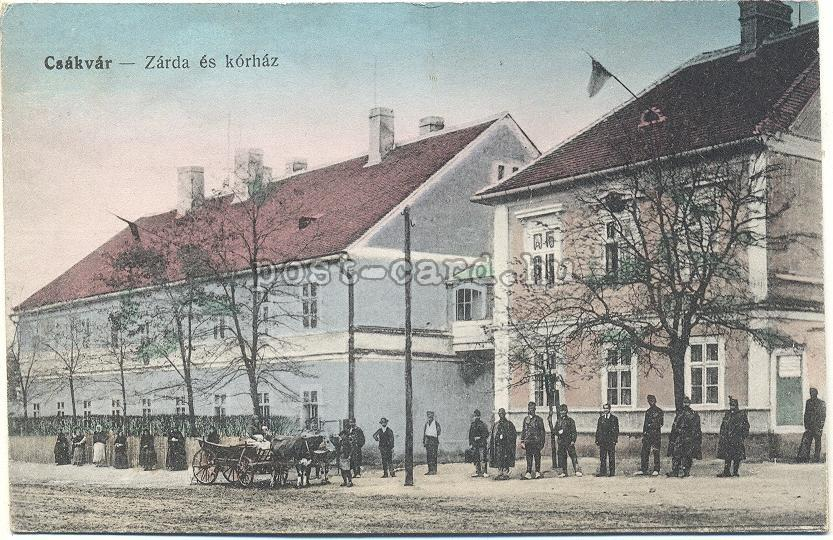 Csákvár — Zárda és kórház
post-card.hu